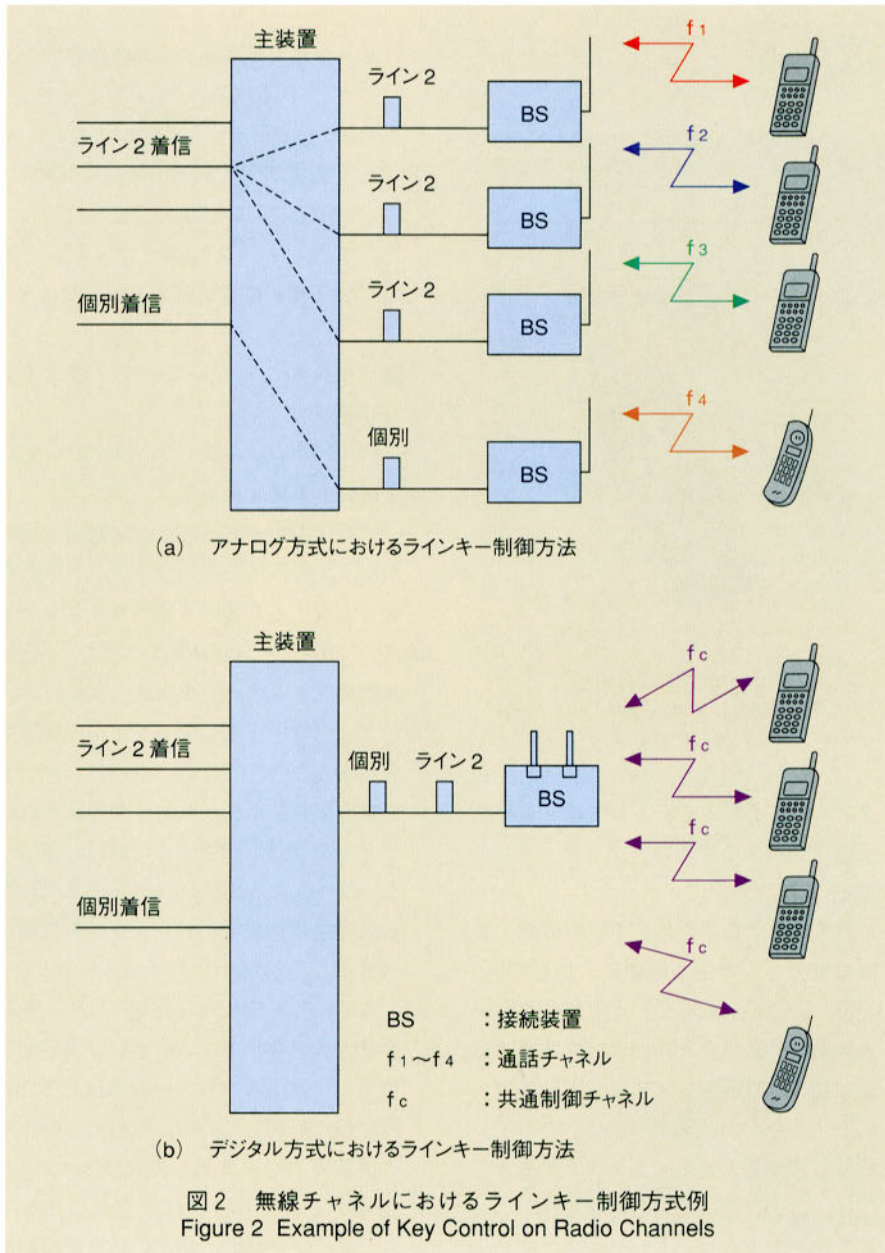 主装置
f1
ライン2
BS
ライン2着信
f2
ライン2
BS
f3
ライン2
BS
個別着信
f4
個別
BS
(a) アナログ方式におけるラインキー制御方法
主装置
fc
ライン2着信
個別 ライン2
BS
fc
fc
個別着信
fc
BS :接続装置
f1〜f4 :通話チャネル
fc :共通制御チャネル
(b) デジタル方式におけるラインキー制御方法
図2 無線チャネルにおけるラインキー制御方式例
Figure 2 Example of Key Control on Radio Channels